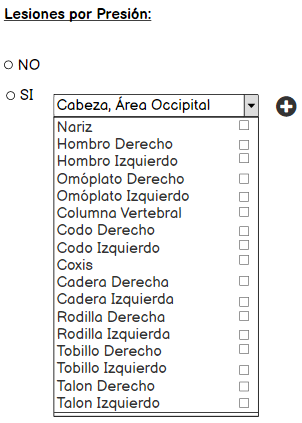 Lesiones por Presión:
NO
SI
Cabeza, Área Occipital
Nariz
Hombro Derecho
Hombro Izquierdo
Omóplato Derecho
Omóplato Izquierdo
Columna Vertebral
Codo Derecho
Codo Izquierdo
Coxis
Cadera Derecha
Cadera Izquierda
Rodilla Derecha
Rodilla Izquierda
Tobillo Derecho
Tobillo Izquierdo
Talon Derecho
Talon Izquierdo